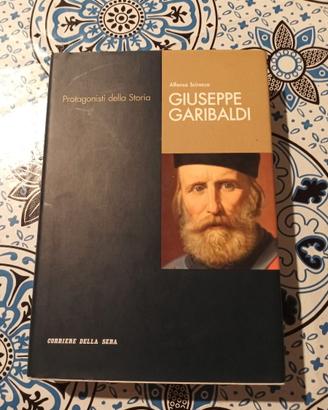 Protagonisti della Storia
Alfonso Scirocco
GIUSEPPE
GARIBALDI
CORRIERE DELLA SERA